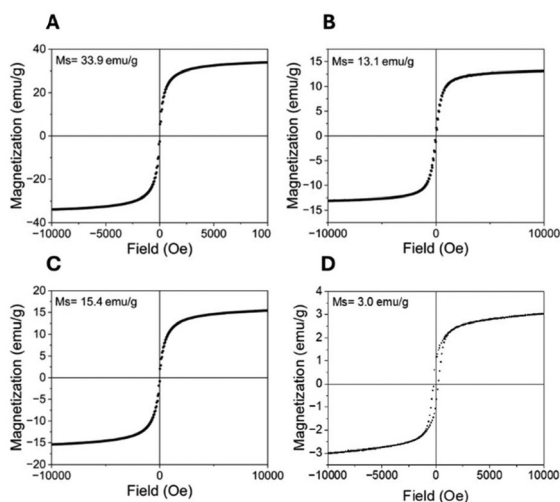 A
Ms= 33.9 emu/g
Magnetization (emu/g)
40
20
0
−20
−40
−10000 −5000 0 5000 100
Field (Oe)
B
Ms= 13.1 emu/g
Magnetization (emu/g)
15
10
5
0
−5
−10
−15
−10000 −5000 0 5000 10000
Field (Oe)
C
Ms= 15.4 emu/g
Magnetization (emu/g)
20
15
10
5
0
−5
−10
−15
−20
−10000 −5000 0 5000 10000
Field (Oe)
D
Ms= 3.0 emu/g
Magnetization (emu/g)
4
3
2
1
0
−1
−2
−3
−10000 −5000 0 5000 10000
Field (Oe)